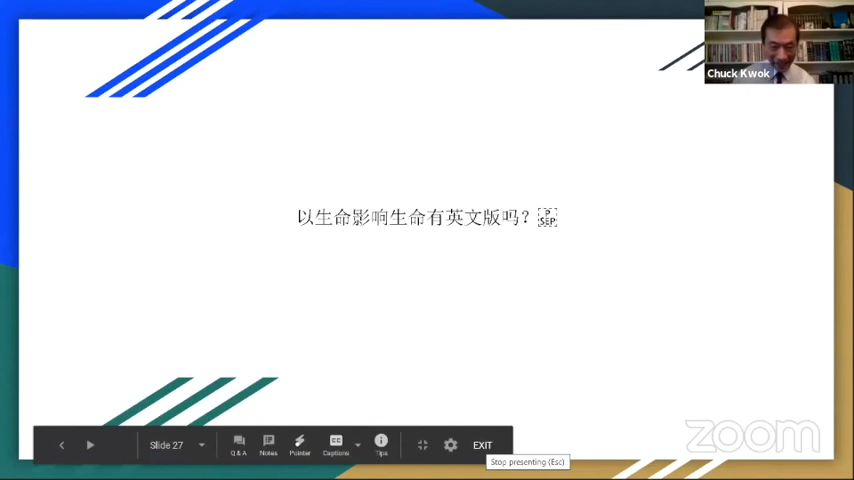 Chuck Kwok
以生命影响生命有英文版吗？
Slide 27
Q & A
Notes
Pointer
Captions
Tips
EXIT
Stop presenting (Esc)
zoom